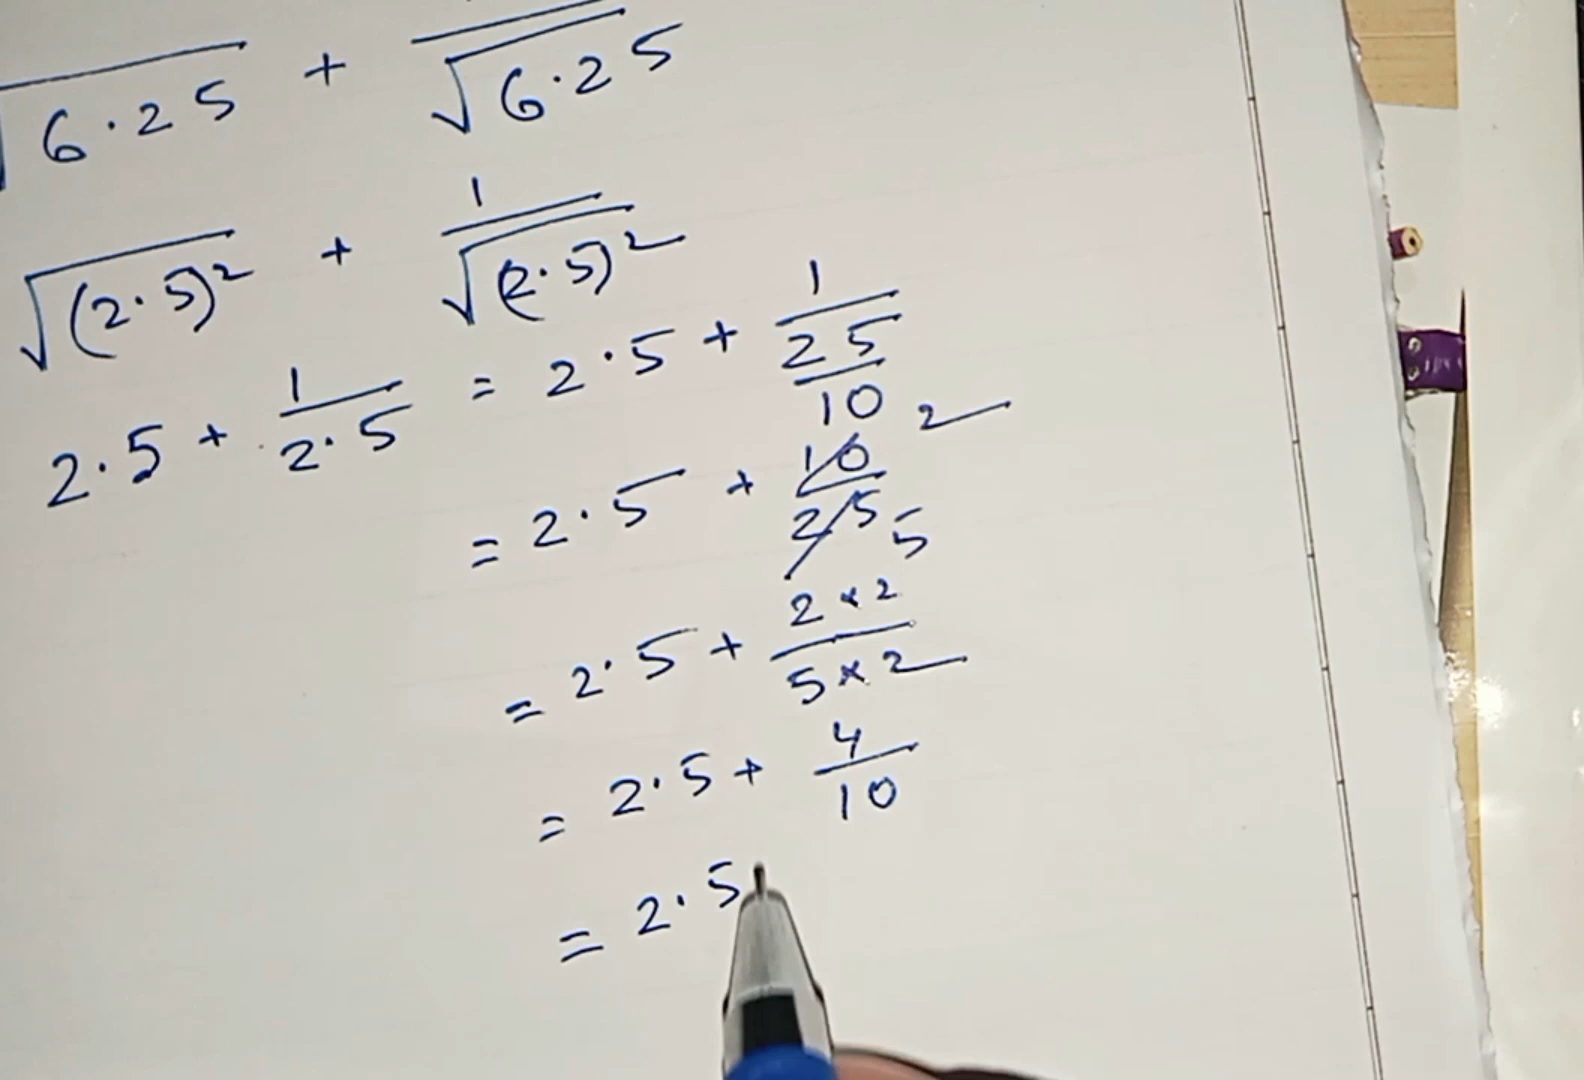 √6.25 + 1/√6.25
√(2.5)² + 1/√(2.5)²
2.5 + 1/2.5 = 2.5 + 1/(25/10)
= 2.5 + 10/25 2 5
= 2.5 + 2×2/5×2
= 2.5 + 4/10
= 2.5